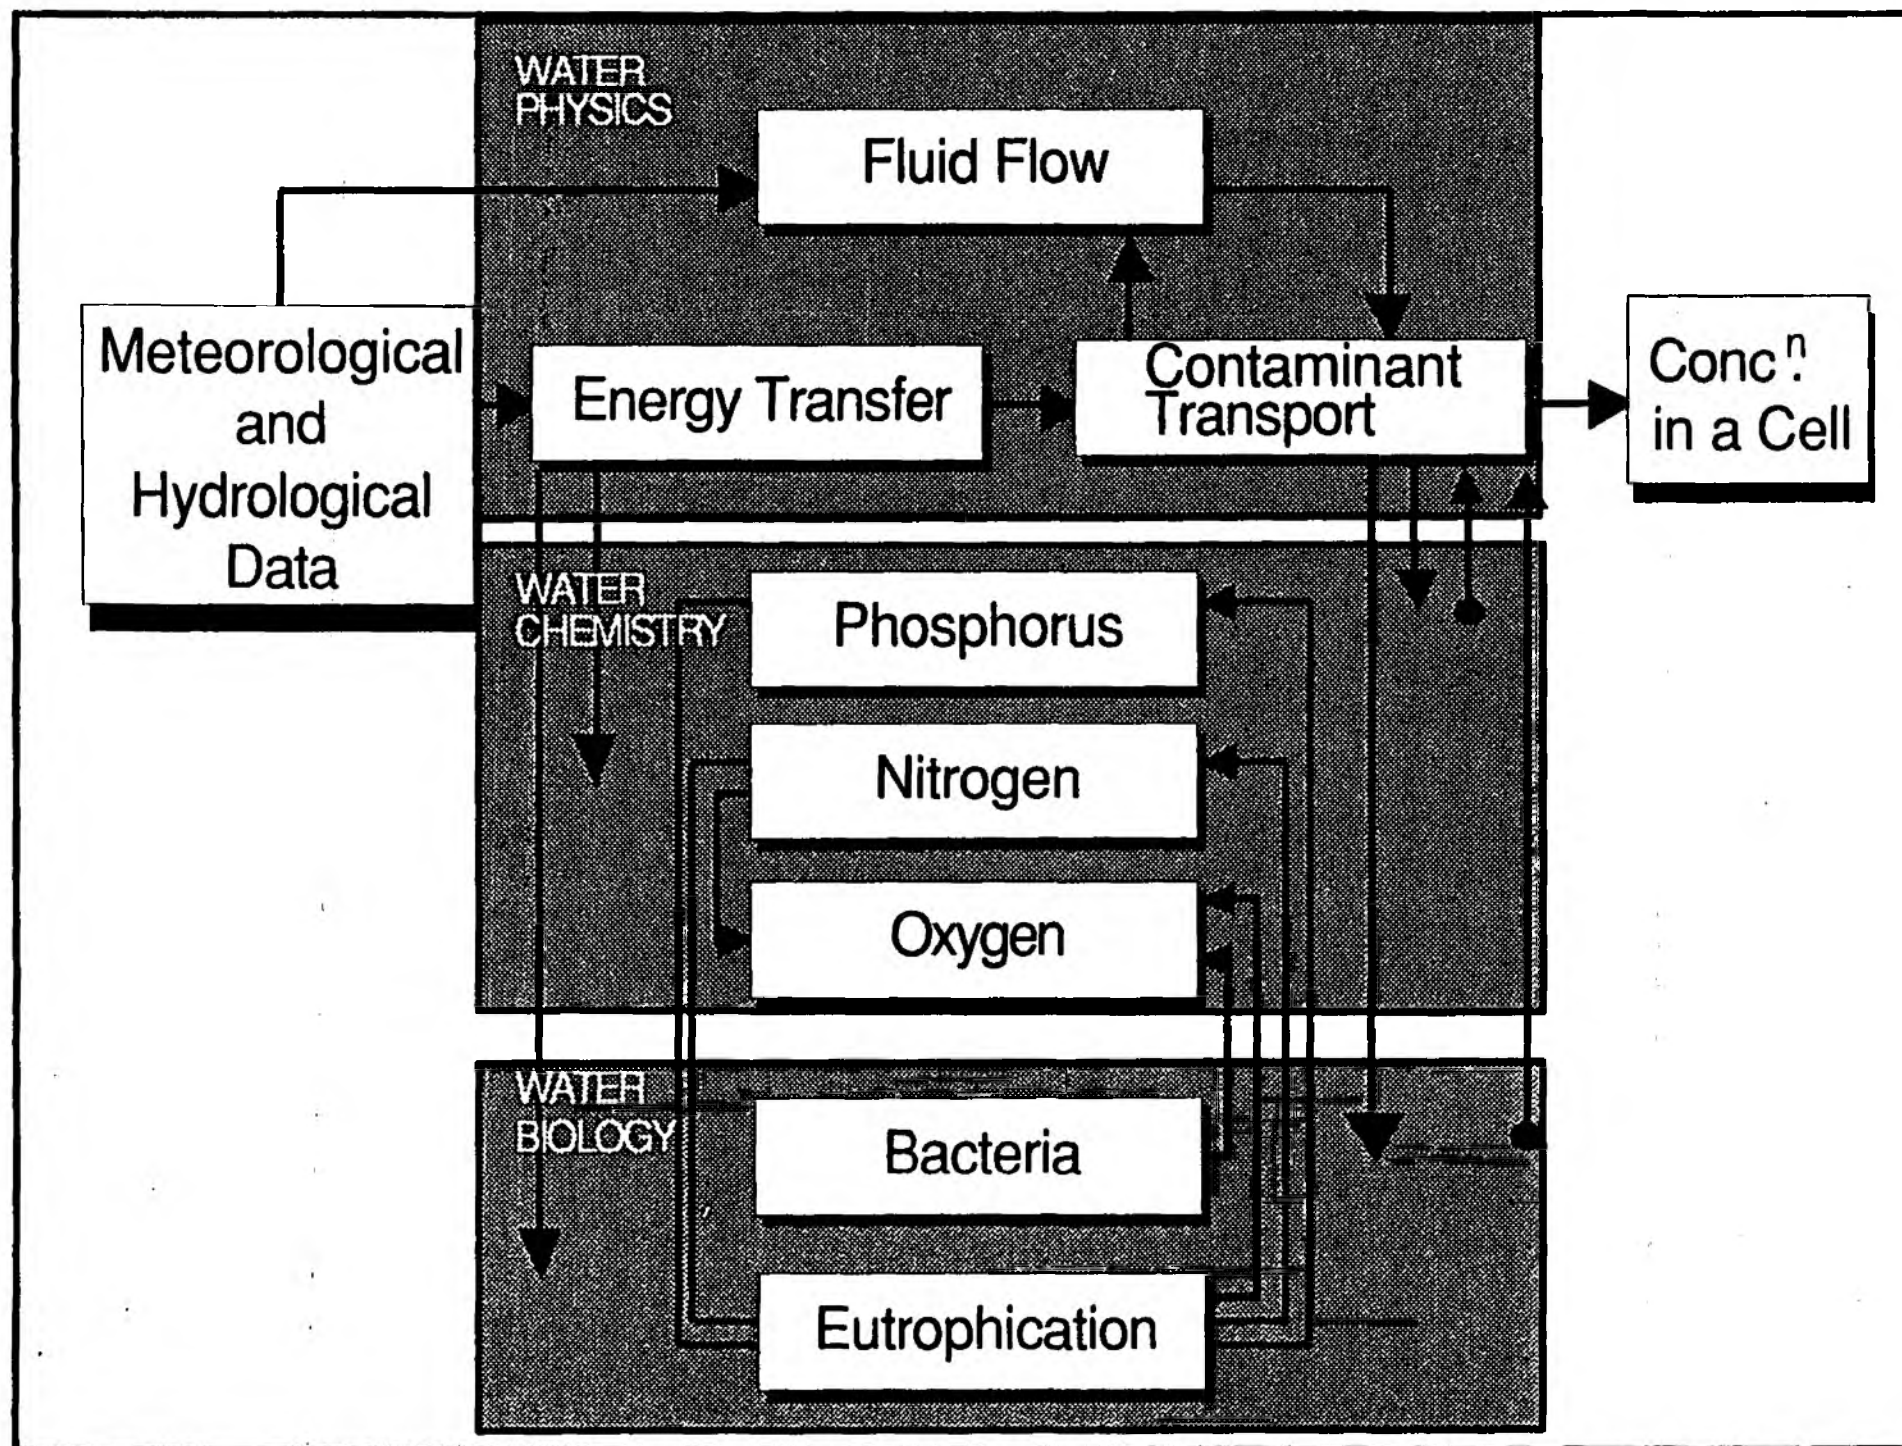 WATER
PHYSICS
Fluid Flow
Meteorological
and
Hydrological
Data
Energy Transfer
Contaminant
Transport
Conc.ⁿ
in a Cell
WATER
CHEMISTRY
Phosphorus
Nitrogen
Oxygen
WATER
BIOLOGY
Bacteria
Eutrophication